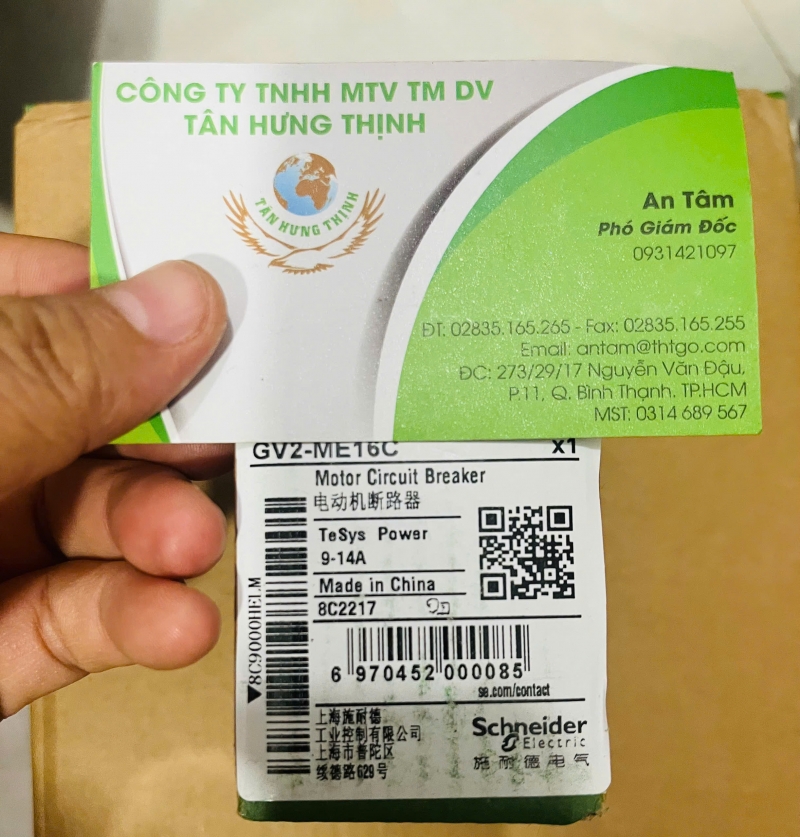 CÔNG TY TNHH MTV TM DV
TÂN HƯNG THỊNH
TÂN HƯNG THỊNH
An Tâm
Phó Giám Đốc
0931421097
ĐT: 02835.165.265 - Fax: 02835.165.255
Email: antam@thtgo.com
ĐC: 273/29/17 Nguyễn Văn Đậu,
P.11, Q. Bình Thạnh. TP.HCM
MST: 0314 689 567
GV2-ME16C x1
Motor Circuit Breaker
电动机断路器
TeSys Power
9-14A
Made in China
8C2217
▼8C9000HELM
6 970452 000085
se.com/contact
上海施耐德
工业控制有限公司
上海市普陀区
绥德路629号
Schneider
Electric
施耐德电气